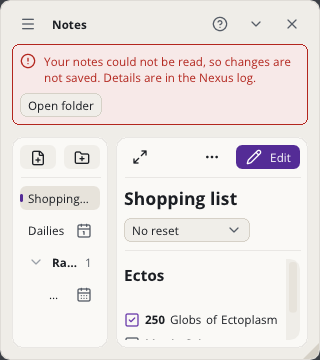 Notes
Your notes could not be read, so changes are
not saved. Details are in the Nexus log.
Open folder
Edit
Shopping...
Dailies
Ra... 1
...
Shopping list
No reset
Ectos
250 Globs of Ectoplasm